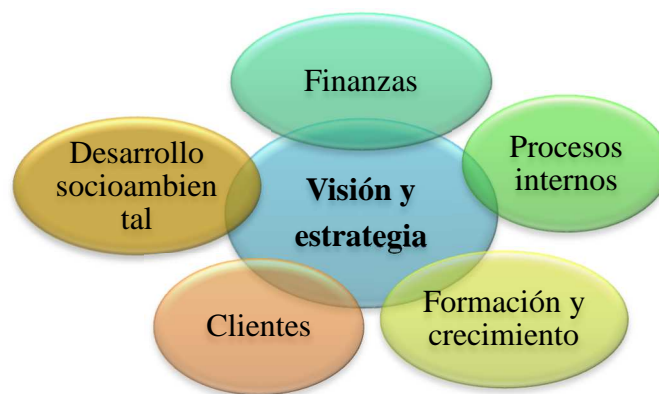 Finanzas
Desarrollo
socioambien
tal
Visión y
estrategia
Procesos
internos
Clientes
Formación y
crecimiento